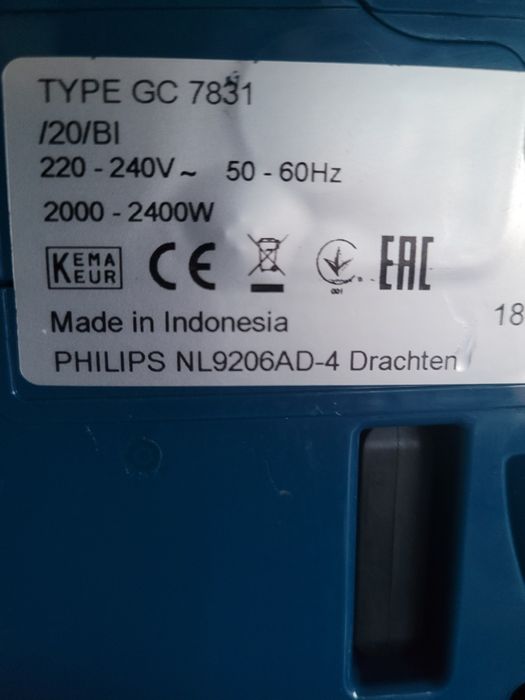 TYPE GC 7831
/20/BI
220 - 240V ~ 50 - 60Hz
2000 - 2400W
KEMA KEUR CE 001 EAC
Made in Indonesia
18
PHILIPS NL9206AD-4 Drachten